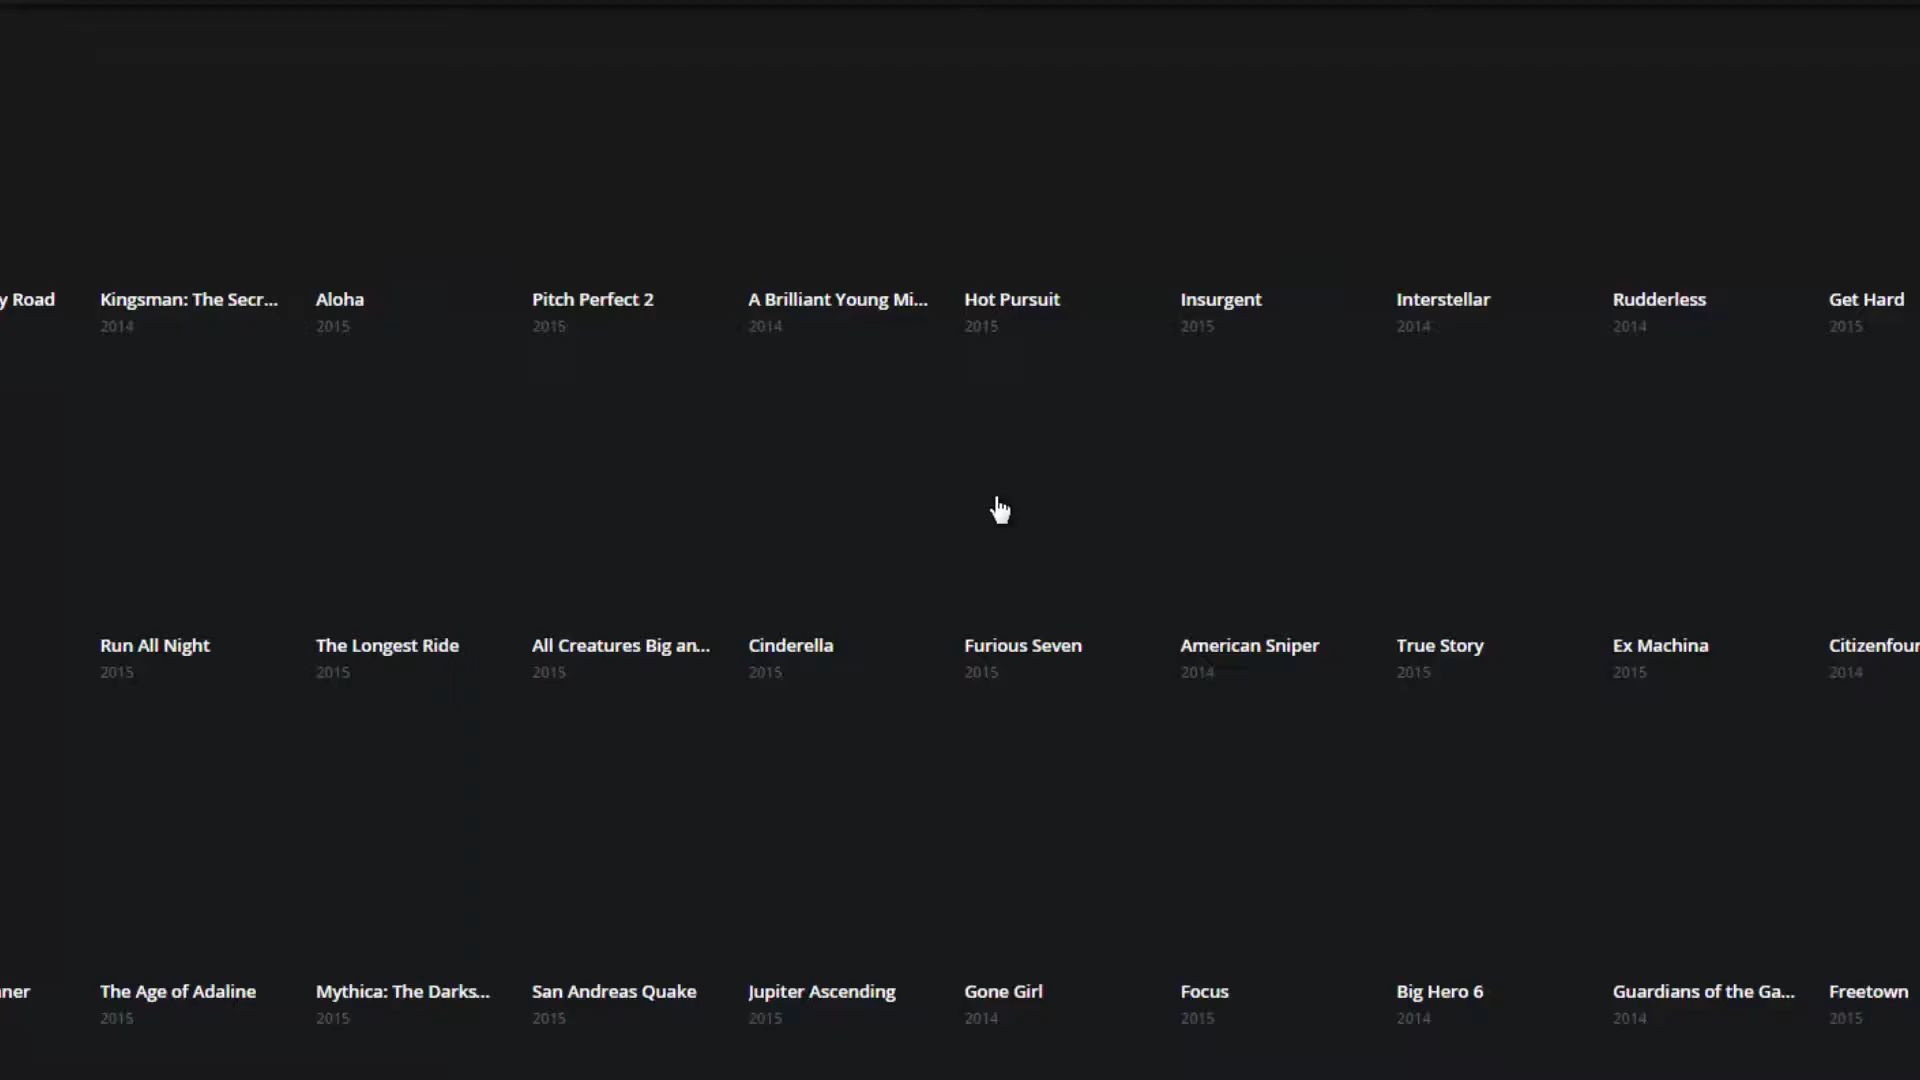 y Road Kingsman: The Secr... Aloha Pitch Perfect 2 A Brilliant Young Mi... Hot Pursuit Insurgent Interstellar Rudderless Get Hard
2014 2015 2015 2014 2015 2015 2014 2014 2015
Run All Night The Longest Ride All Creatures Big an... Cinderella Furious Seven American Sniper True Story Ex Machina Citizenfour
2015 2015 2015 2015 2015 2014 2015 2015 2014
ner The Age of Adaline Mythica: The Darks... San Andreas Quake Jupiter Ascending Gone Girl Focus Big Hero 6 Guardians of the Ga... Freetown
2015 2015 2015 2015 2014 2015 2014 2014 2015